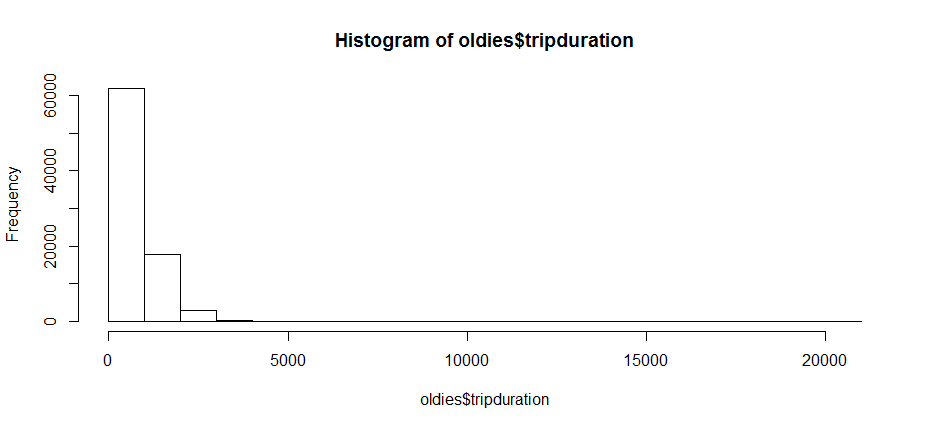 Histogram of oldies$tripduration
Frequency
60000
40000
20000
0
0 5000 10000 15000 20000
oldies$tripduration